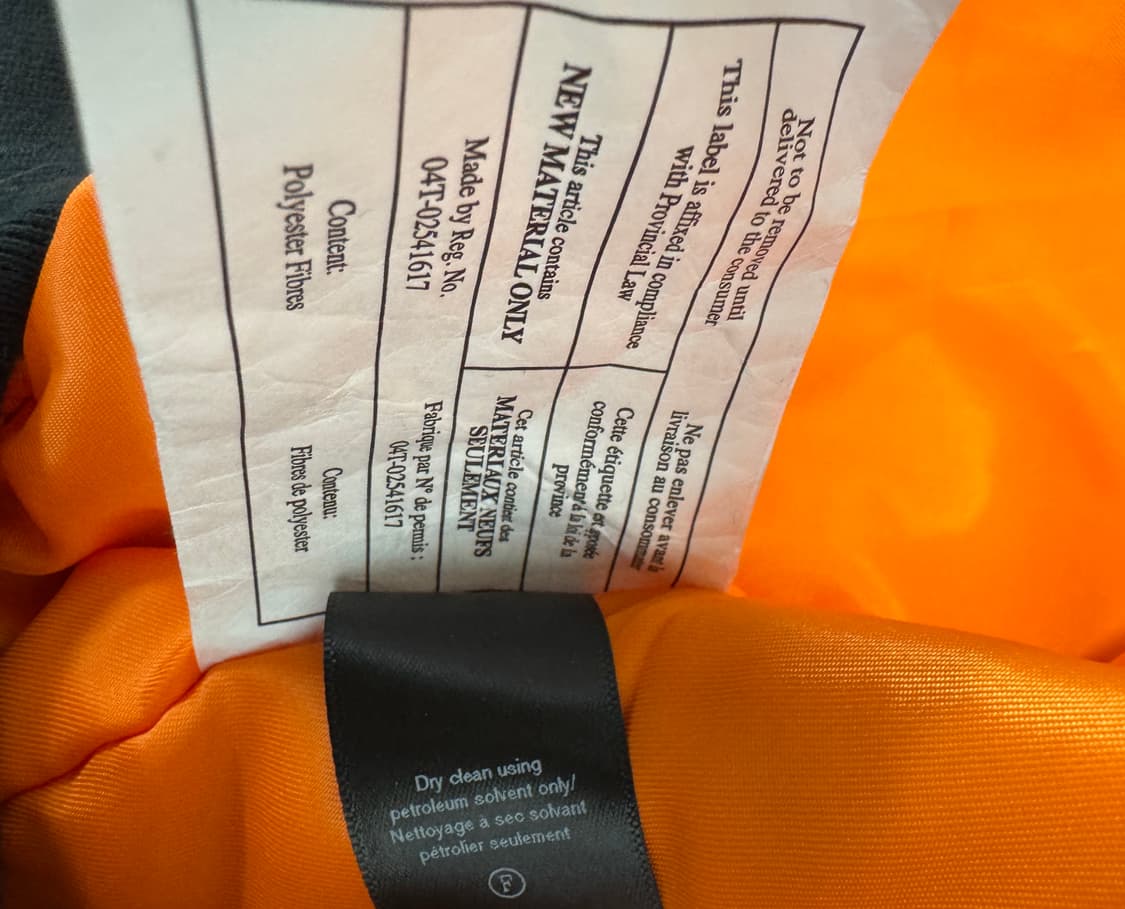 Not to be removed until
delivered to the consumer
Ne pas enlever avant la
livraison au consommateur
This label is affixed in compliance
with Provincial Law
Cette étiquette est apposée
conformément à la loi de la
province
This article contains
NEW MATERIAL ONLY
Cet article contient des
MATÉRIAUX NEUFS
SEULEMENT
Made by Reg. No.
04T-02541617
Fabrique par N° de permis :
04T-02541617
Content:
Polyester Fibres
Contenu:
Fibres de polyester
Dry clean using
petroleum solvent only/
Nettoyage à sec solvant
pétrolier seulement
F